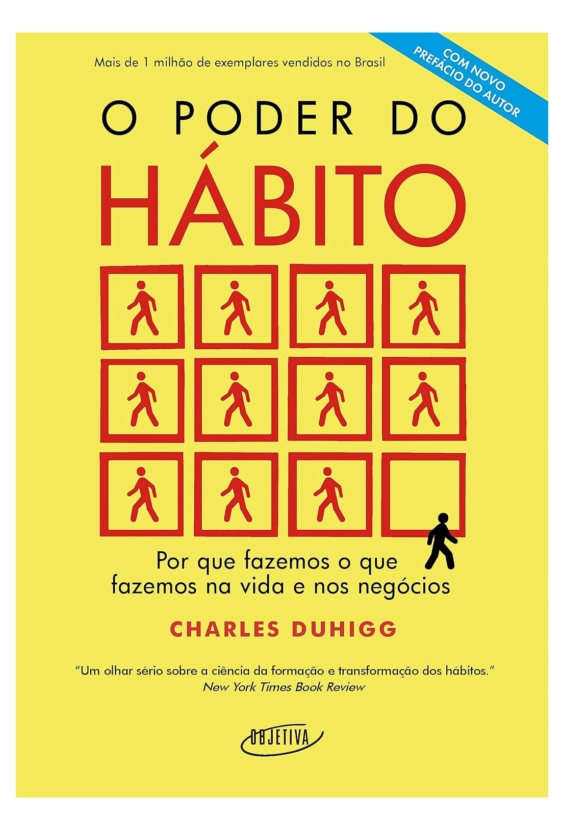 Mais de 1 milhão de exemplares vendidos no Brasil
COM NOVO
PREFÁCIO DO AUTOR
O PODER DO
HÁBITO
Por que fazemos o que
fazemos na vida e nos negócios
CHARLES DUHIGG
“Um olhar sério sobre a ciência da formação e transformação dos hábitos.”
New York Times Book Review
OBJETIVA